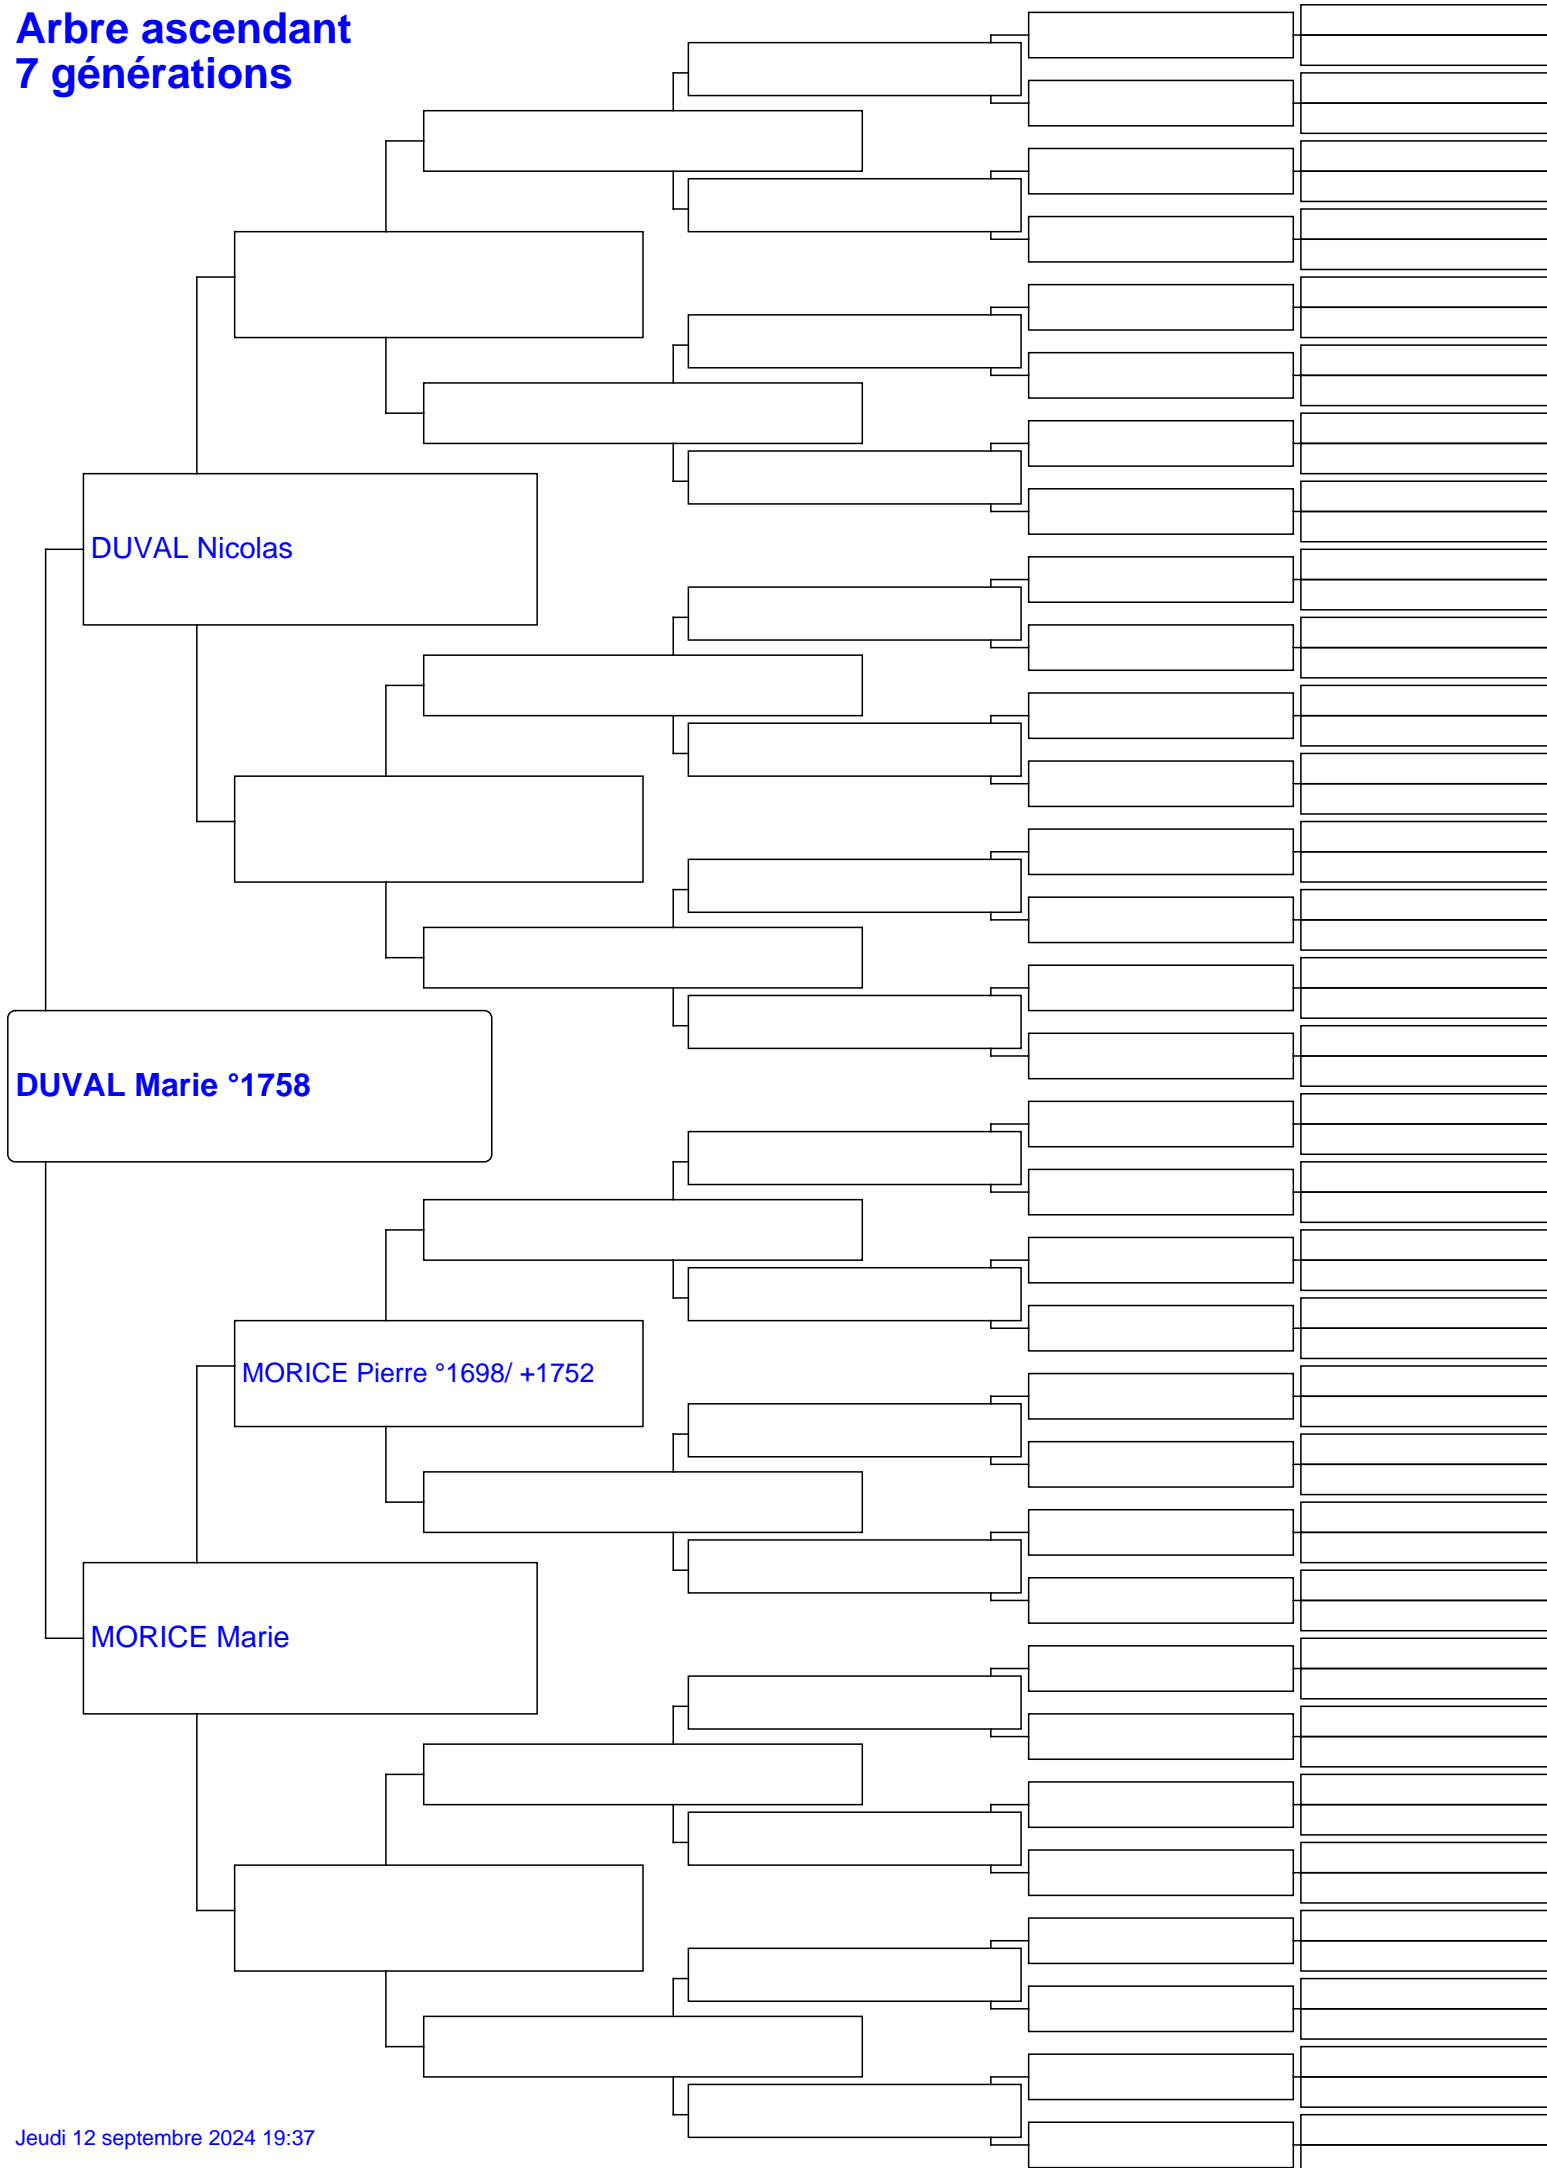 Arbre ascendant
7 générations
DUVAL Nicolas
DUVAL Marie °1758
MORICE Pierre °1698/ +1752
MORICE Marie
Jeudi 12 septembre 2024 19:37